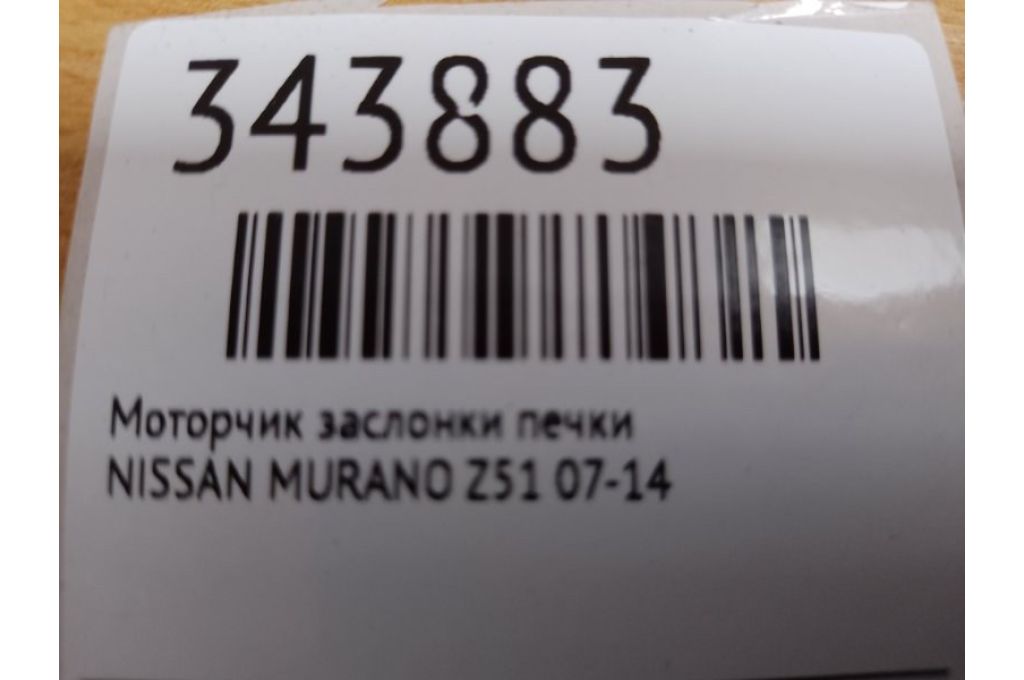 343883
Моторчик заслонки печки
NISSAN MURANO Z51 07-14